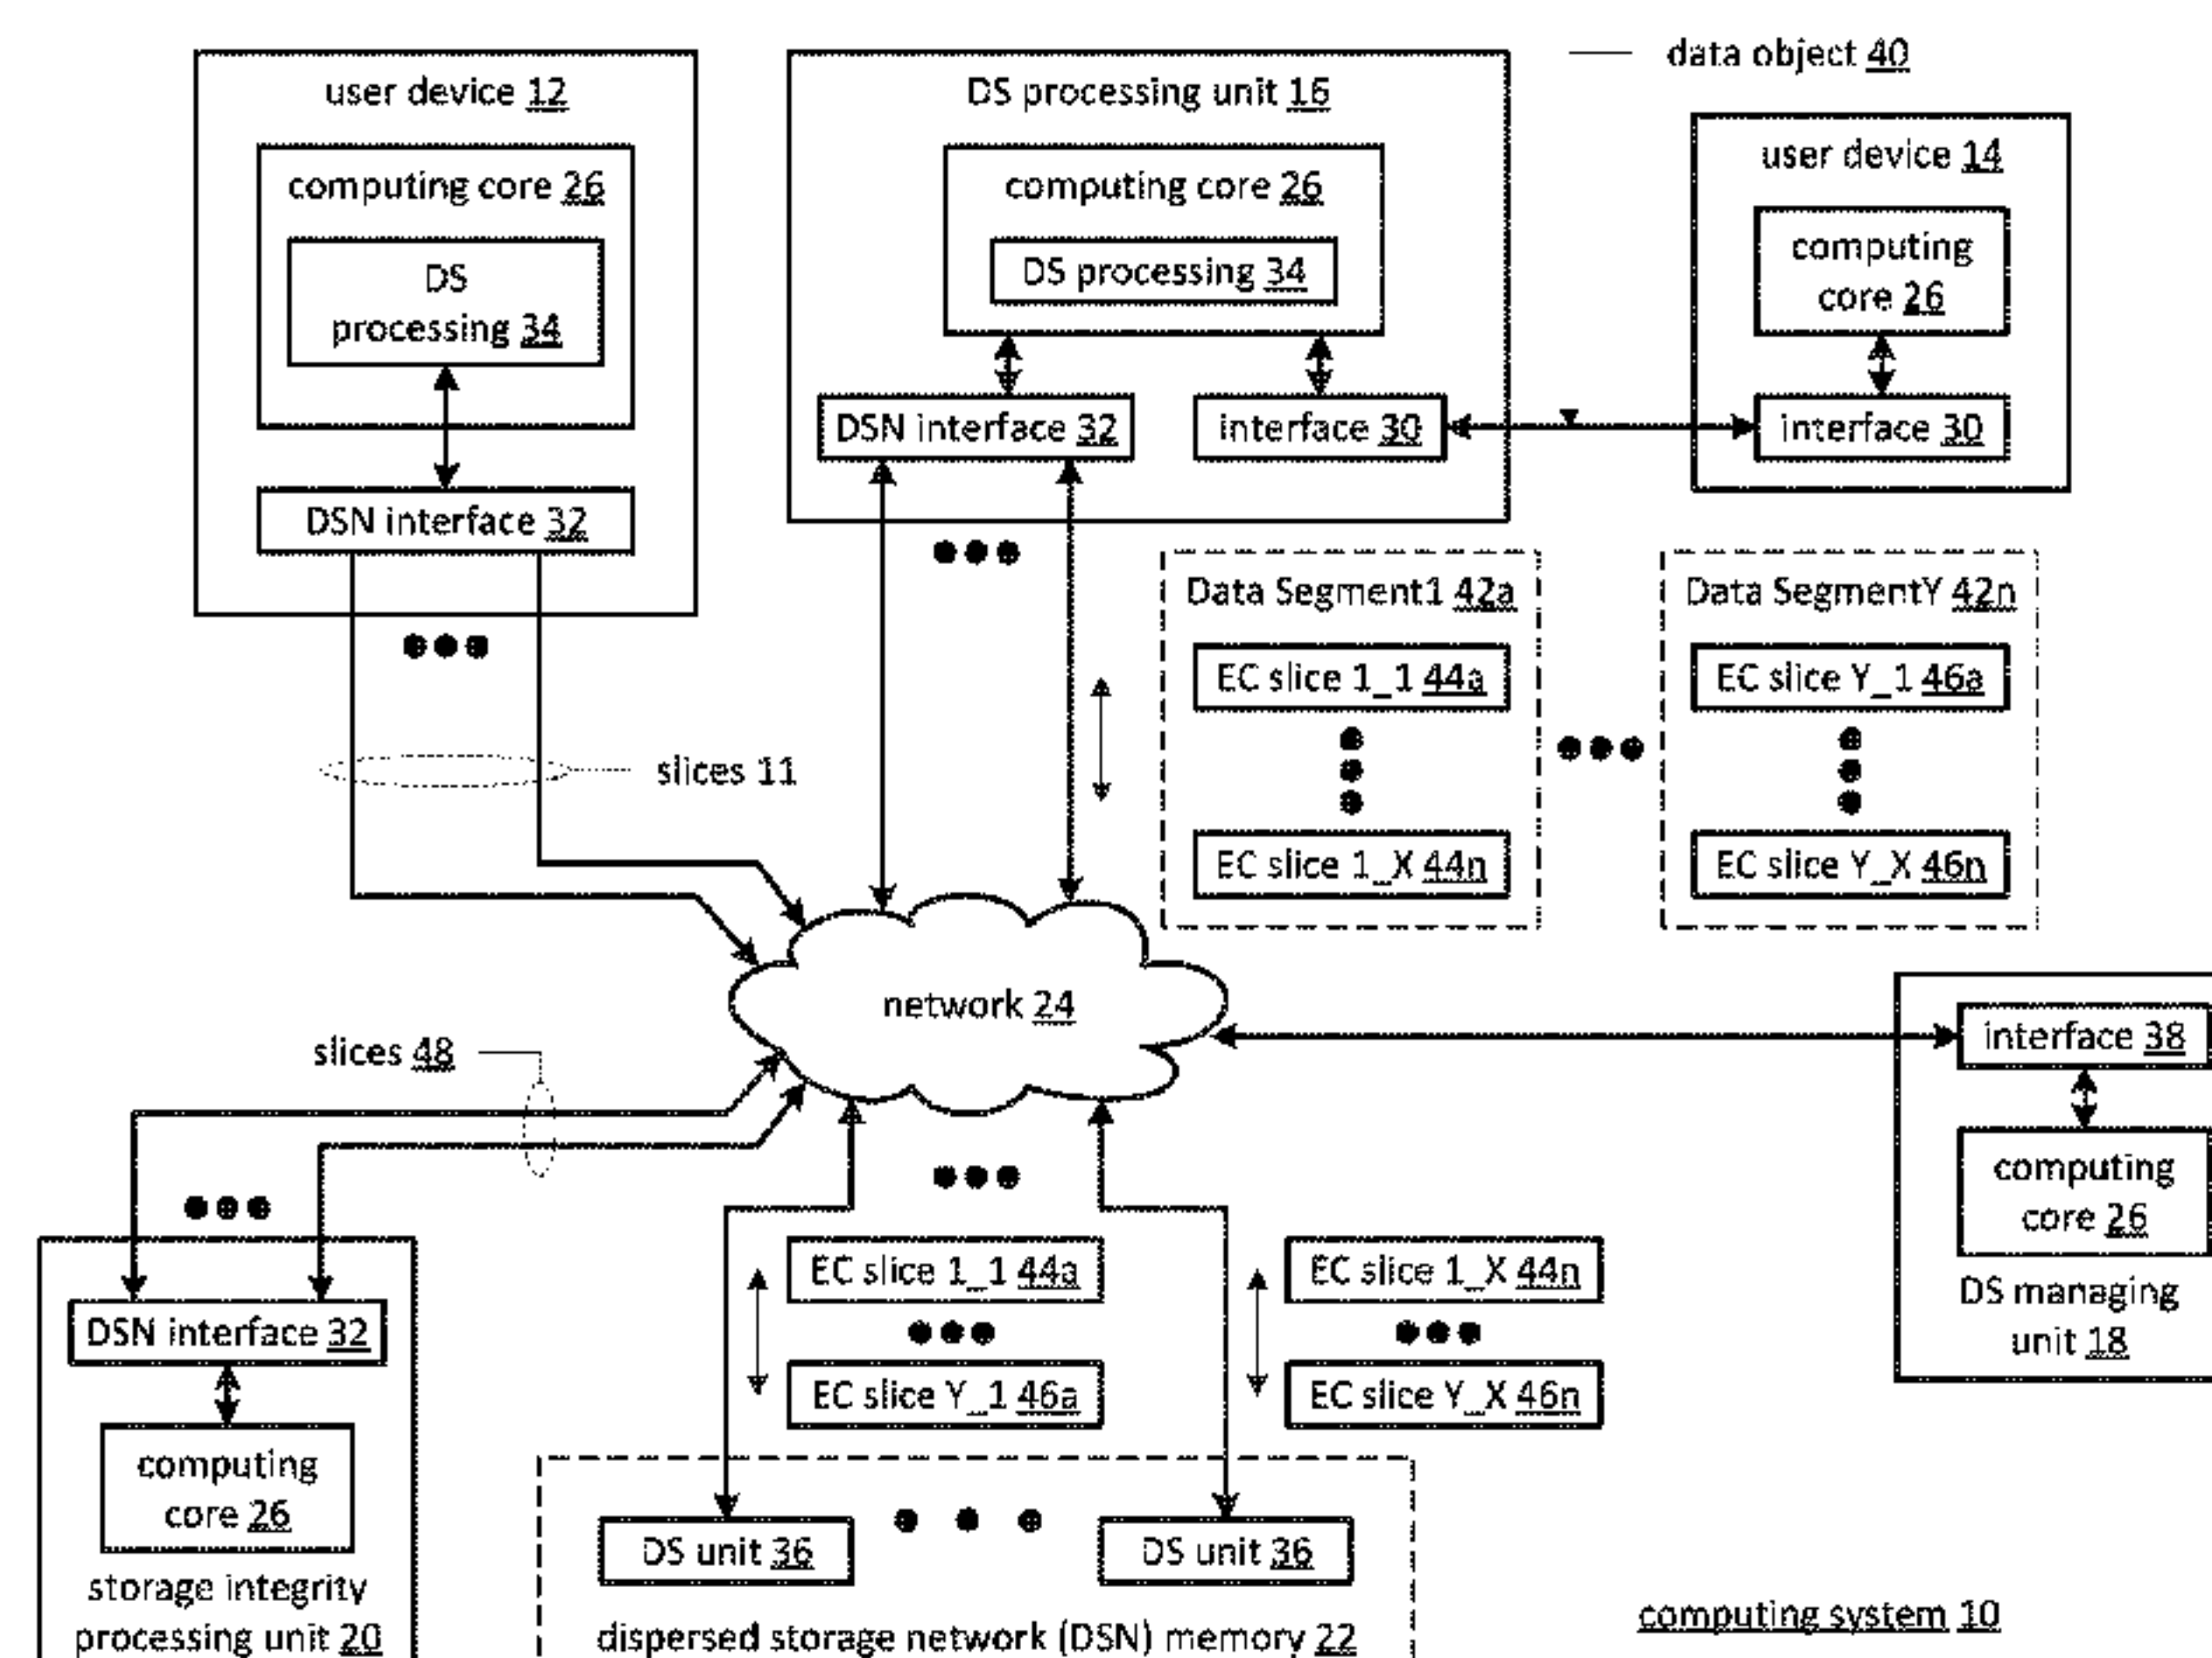 user device 12
computing core 26
DS
processing 34
DSN interface 32
DS processing unit 16
computing core 26
DS processing 34
DSN interface 32
interface 30
data object 40
user device 14
computing
core 26
interface 30
Data Segment1 42a
EC slice 1_1 44a
EC slice 1_X 44n
Data SegmentY 42n
EC slice Y_1 46a
EC slice Y_X 46n
slices 11
network 24
slices 48
interface 38
computing
core 26
DS managing
unit 18
DSN interface 32
computing
core 26
storage integrity
processing unit 20
EC slice 1_1 44a
EC slice Y_1 46a
EC slice 1_X 44n
EC slice Y_X 46n
DS unit 36
DS unit 36
dispersed storage network (DSN) memory 22
computing system 10